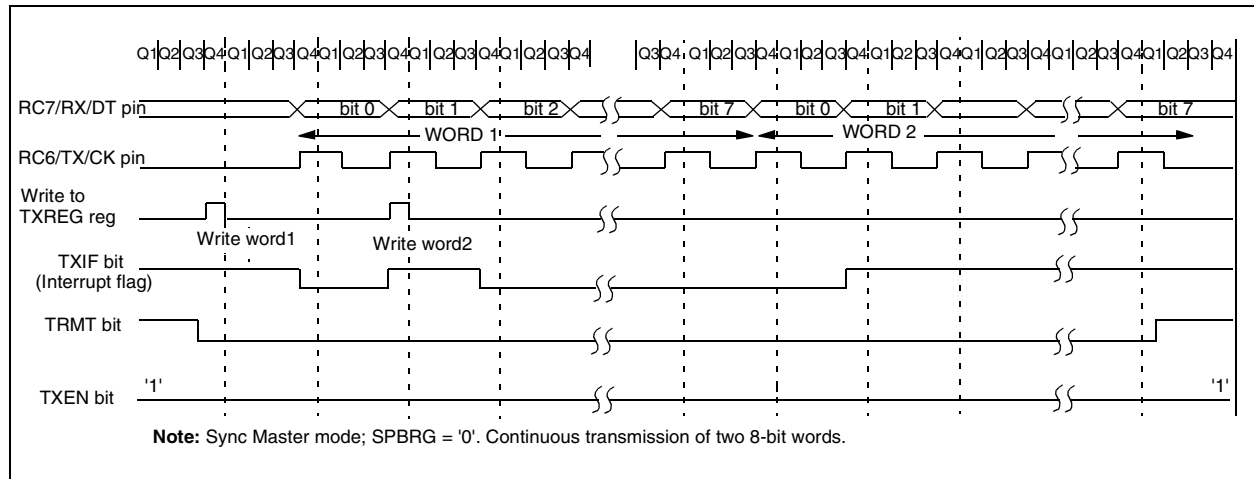 Q1 Q2 Q3 Q4 Q1 Q2 Q3 Q4 Q1 Q2 Q3 Q4 Q1 Q2 Q3 Q4 Q1 Q2 Q3 Q4 Q3 Q4 Q1 Q2 Q3 Q4 Q1 Q2 Q3 Q4 Q1 Q2 Q3 Q4 Q1 Q2 Q3 Q4 Q1 Q2 Q3 Q4 Q1 Q2 Q3 Q4
RC7/RX/DT pin bit 0 bit 1 bit 2 bit 7 bit 0 bit 1 bit 7
WORD 1 WORD 2
RC6/TX/CK pin
Write to
TXREG reg
Write word1 Write word2
TXIF bit
(Interrupt flag)
TRMT bit
'1' '1'
TXEN bit
Note: Sync Master mode; SPBRG = '0'. Continuous transmission of two 8-bit words.